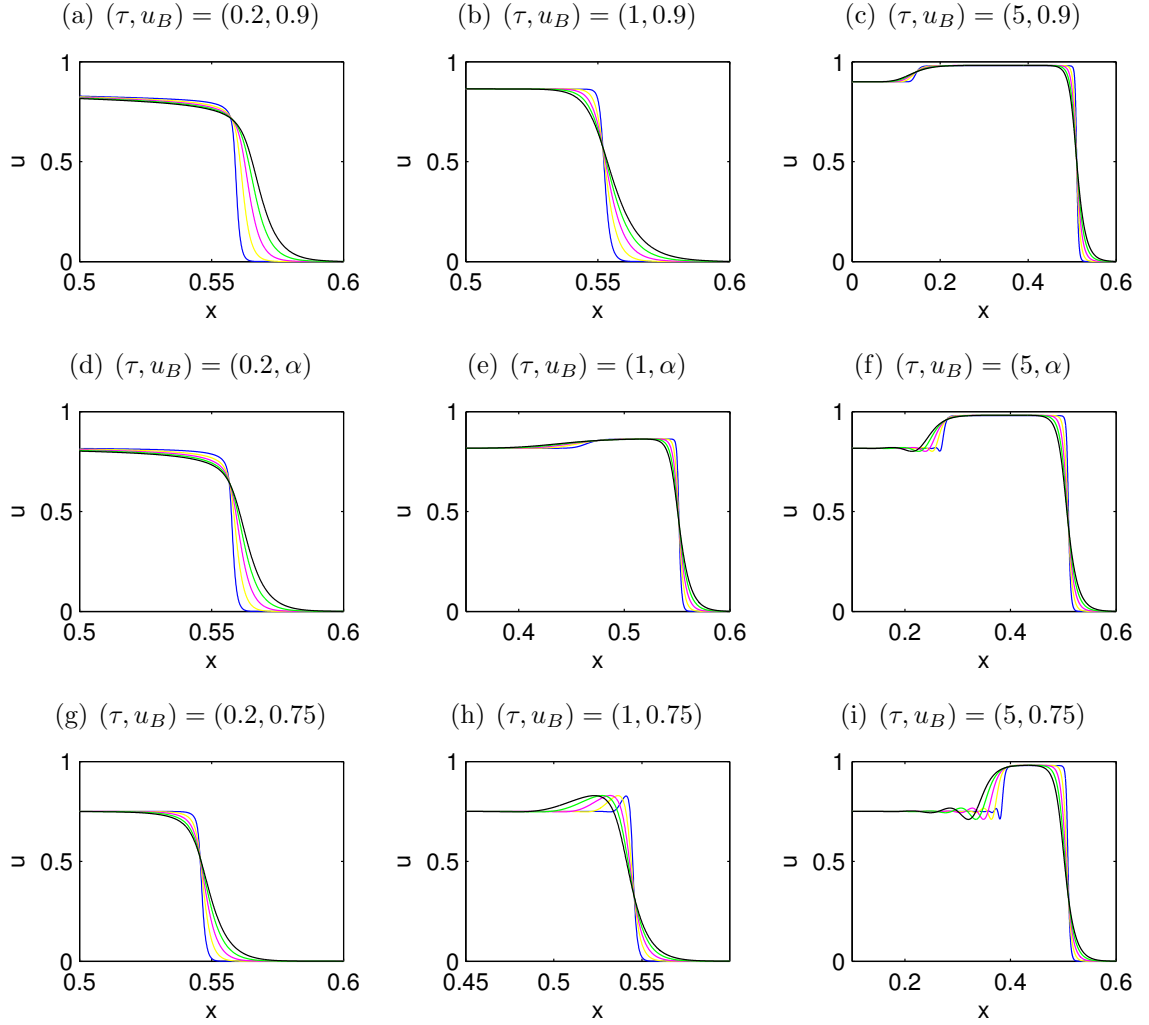 (a) (τ, u_B) = (0.2, 0.9)
(b) (τ, u_B) = (1, 0.9)
(c) (τ, u_B) = (5, 0.9)
1
0.5
0
u
0.5 0.55 0.6
x
1
0.5
0
u
0.5 0.55 0.6
x
1
0.5
0
u
0 0.2 0.4 0.6
x
(d) (τ, u_B) = (0.2, α)
(e) (τ, u_B) = (1, α)
(f) (τ, u_B) = (5, α)
1
0.5
0
u
0.5 0.55 0.6
x
1
0.5
0
u
0.4 0.5 0.6
x
1
0.5
0
u
0.2 0.4 0.6
x
(g) (τ, u_B) = (0.2, 0.75)
(h) (τ, u_B) = (1, 0.75)
(i) (τ, u_B) = (5, 0.75)
1
0.5
0
u
0.5 0.55 0.6
x
1
0.5
0
u
0.45 0.5 0.55
x
1
0.5
0
u
0.2 0.4 0.6
x